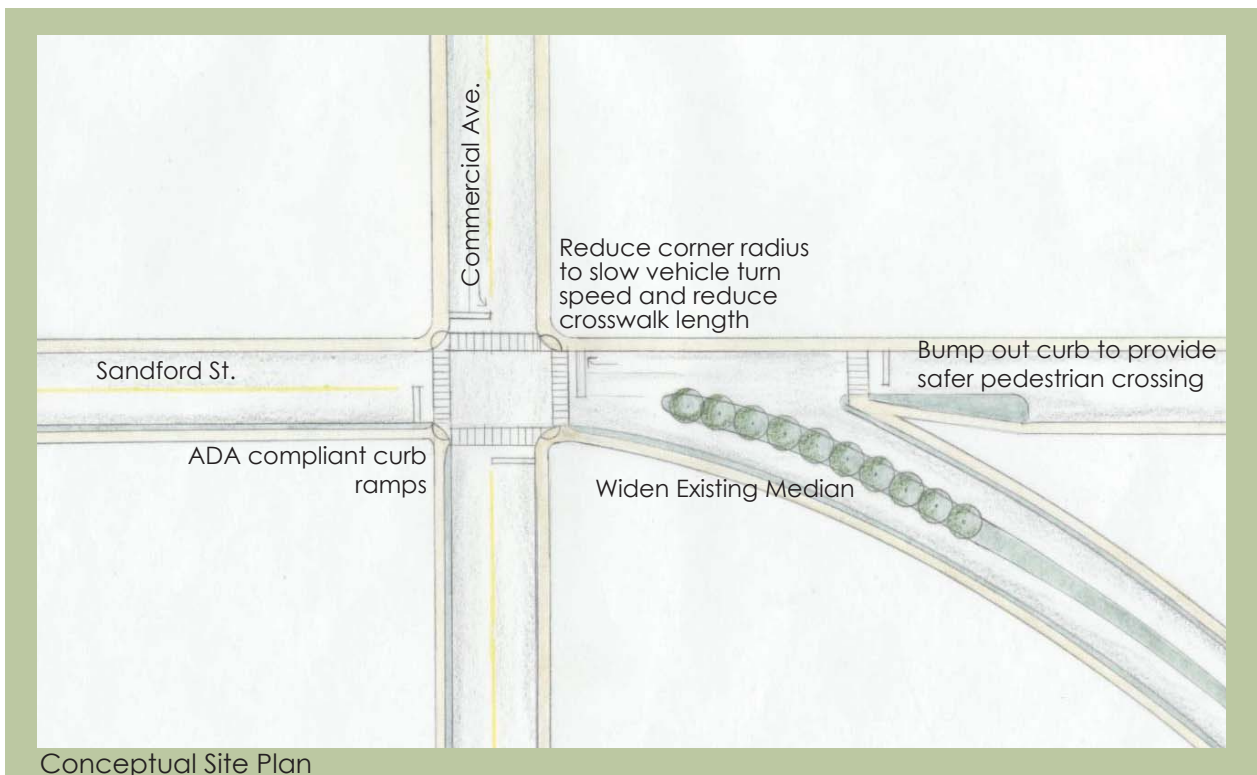 Commercial Ave.
Reduce corner radius
to slow vehicle turn
speed and reduce
crosswalk length
Sandford St.
Bump out curb to provide
safer pedestrian crossing
ADA compliant curb
ramps
Widen Existing Median
Conceptual Site Plan